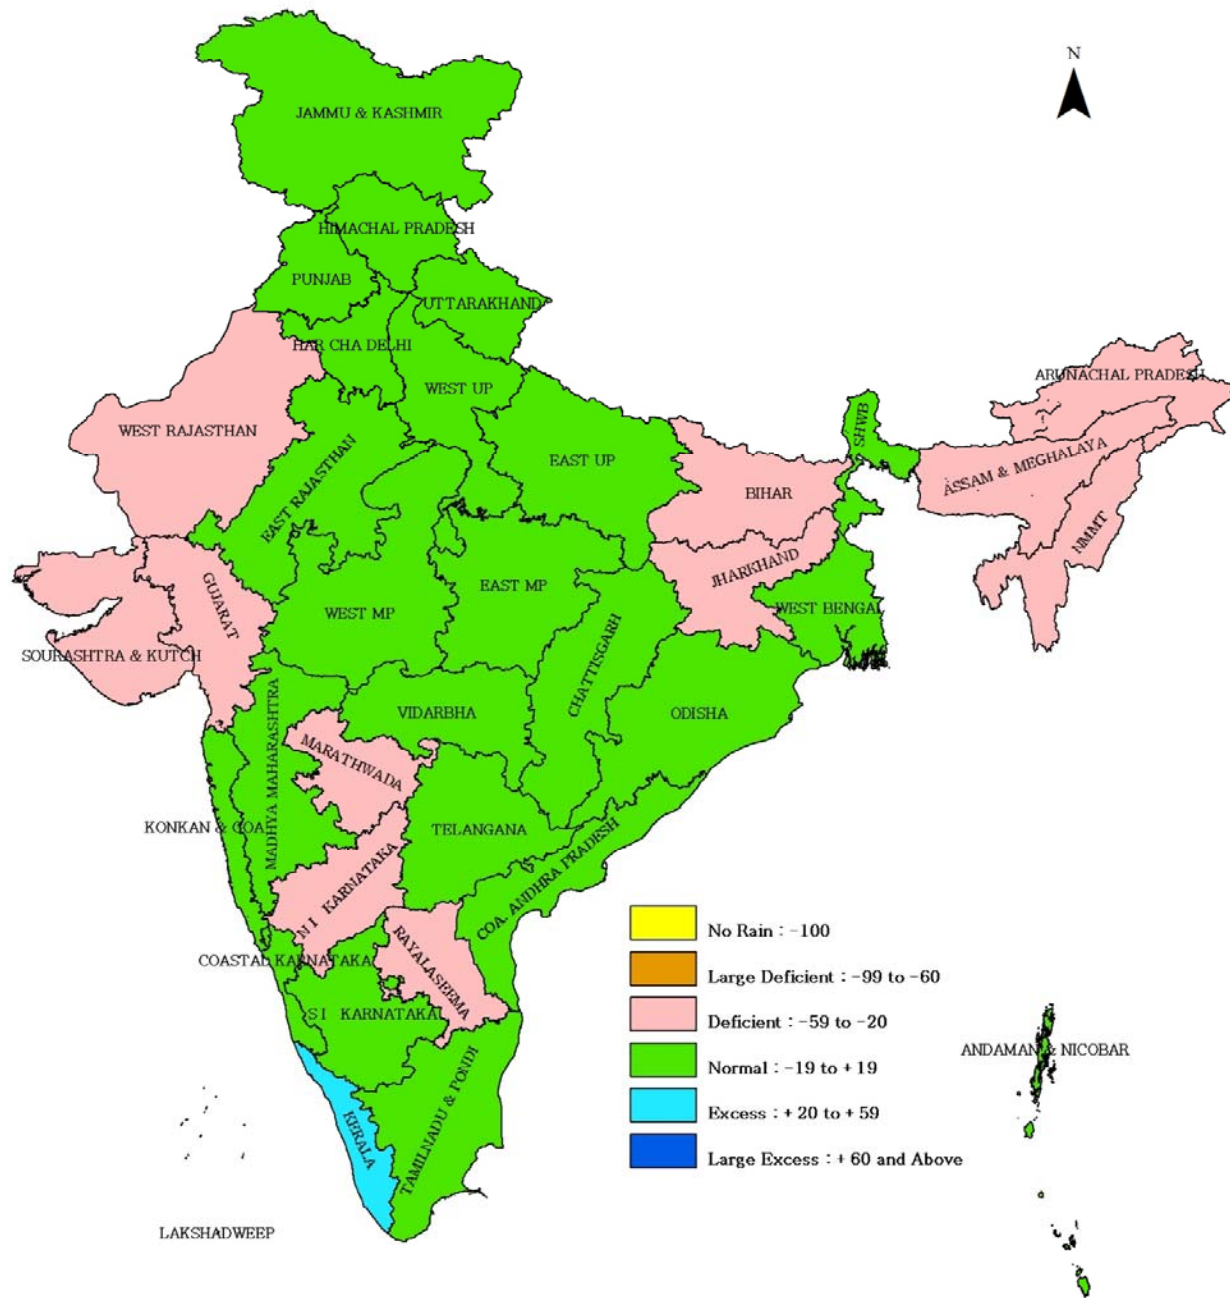 N
JAMMU & KASHMIR
HIMACHAL PRADESH
PUNJAB
UTTARAKHAND
HAR CHA DELHI
WEST UP
ARUNACHAL PRADESH
WEST RAJASTHAN
SHWB
EAST RAJASTHAN
EAST UP
ASSAM & MEGHALAYA
BIHAR
NMMT
JHARKHAND
GUJARAT
EAST MP
WEST MP
WEST BENGAL
SOURASHTRA & KUTCH
CHATTISGARH
VIDARBHA
ODISHA
MADHYA MAHARASHTRA
MARATHWADA
KONKAN & GOA
TELANGANA
COA. ANDHRA PRADESH
N I KARNATAKA
No Rain : -100
COASTAL KARNATAKA
RAYALASEEMA
Large Deficient : -99 to -60
S I KARNATAKA
Deficient : -59 to -20
ANDAMAN & NICOBAR
Normal : -19 to +19
KERALA
TAMILNADU & PONDI
Excess : +20 to +59
Large Excess : +60 and Above
LAKSHADWEEP